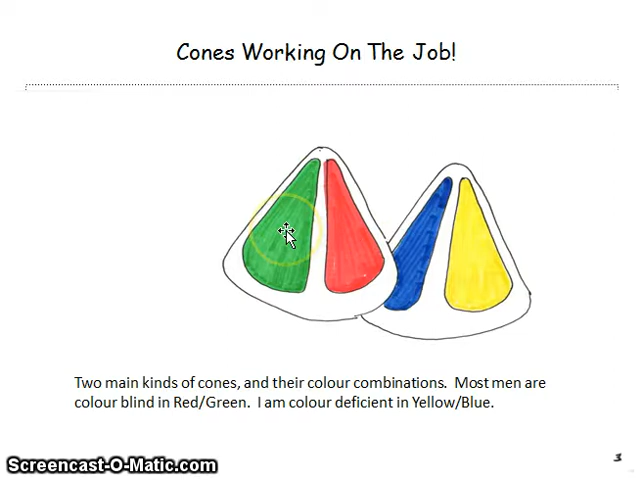 Cones Working On The Job!
Two main kinds of cones, and their colour combinations.  Most men are
colour blind in Red/Green.  I am colour deficient in Yellow/Blue.
3
Screencast-O-Matic.com